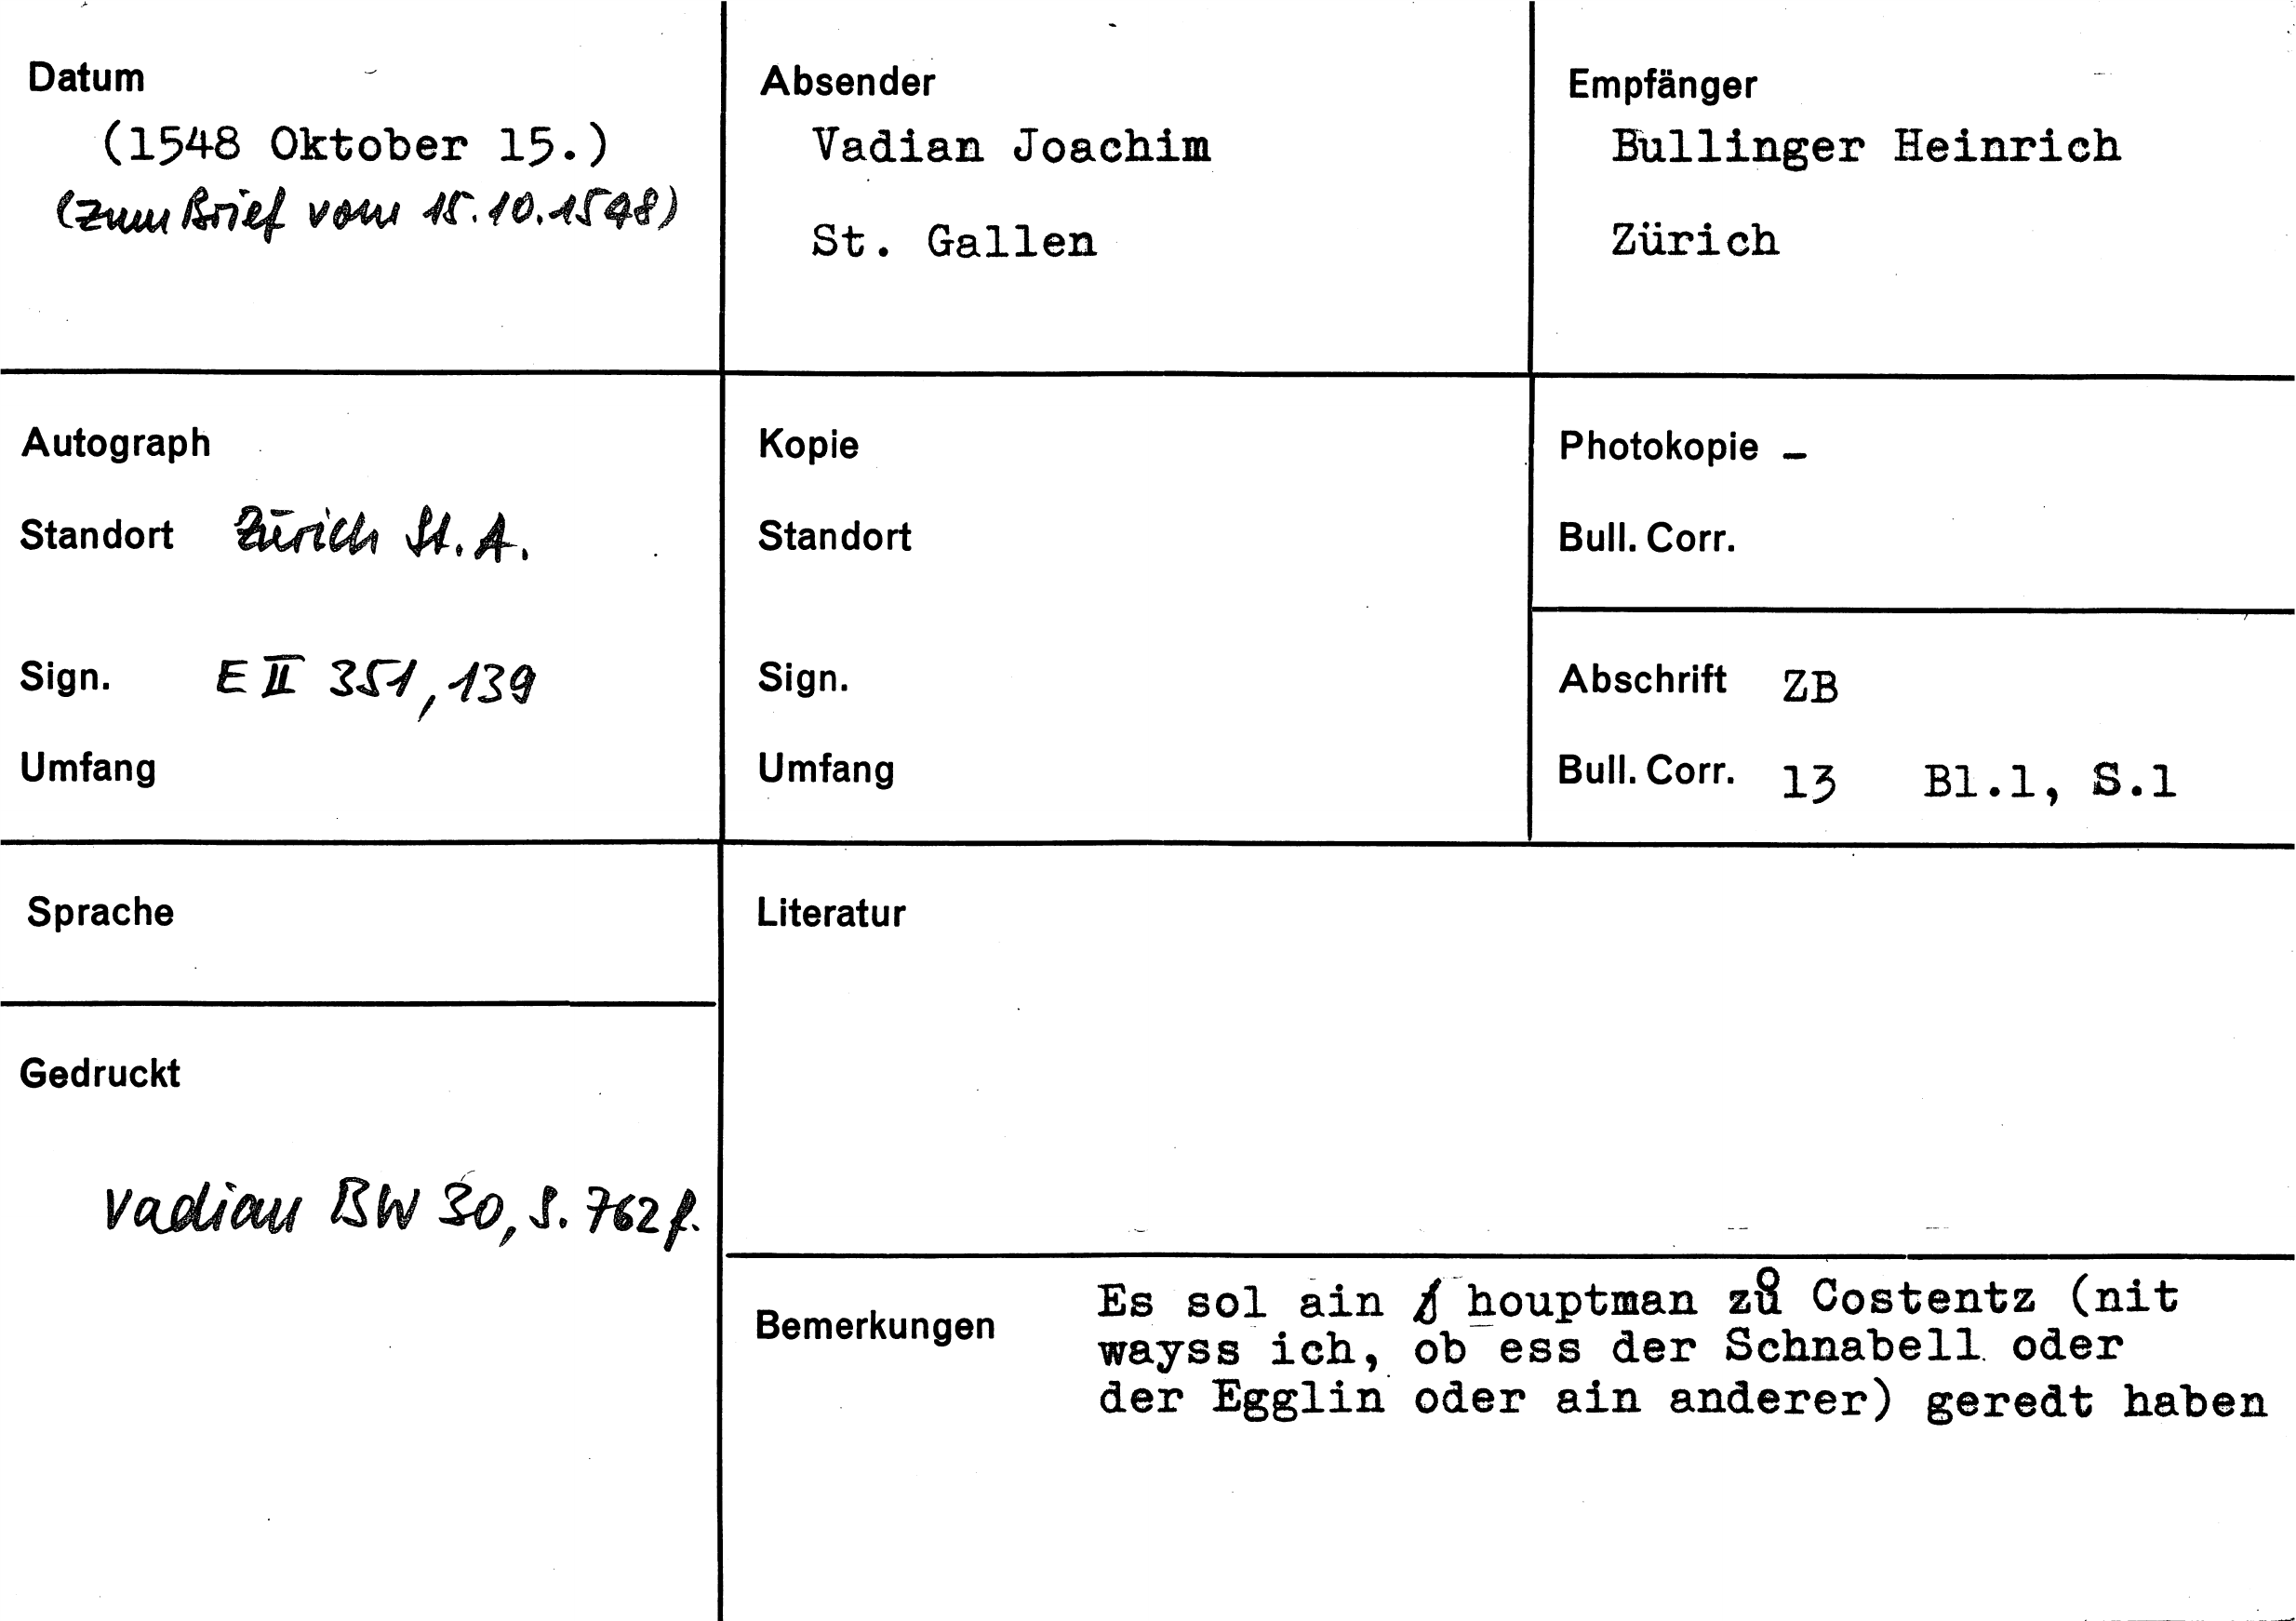 Datum
(1548 Oktober 15.)
(zum Brief vom 15.10.1548)
Absender
Vadian Joachim
St. Gallen
Empfänger
Bullinger Heinrich
Zürich
Autograph
Standort Zürich St. A.
Sign. E II 351, 139
Umfang
Kopie
Standort
Sign.
Umfang
Photokopie –
Bull. Corr.
Abschrift ZB
Bull. Corr. 13 Bl.1, S.1
Sprache
Gedruckt
Vadian BW 30, S. 762 f.
Literatur
Bemerkungen
Es sol ain houptman zů Costentz (nit
wayss ich, ob ess der Schnabell oder
der Egglin oder ain anderer) geredt haben